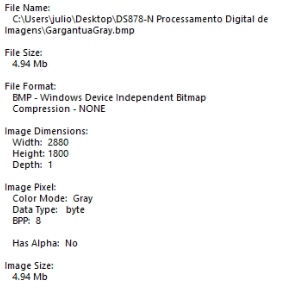 File Name:
C:\Users\julio\Desktop\DS878-N Processamento Digital de
Imagens\GargantuaGray.bmp
File Size:
4.94 Mb
File Format:
BMP - Windows Device Independent Bitmap
Compression - NONE
Image Dimensions:
Width: 2880
Height: 1800
Depth: 1
Image Pixel:
Color Mode: Gray
Data Type: byte
BPP: 8
Has Alpha: No
Image Size:
4.94 Mb